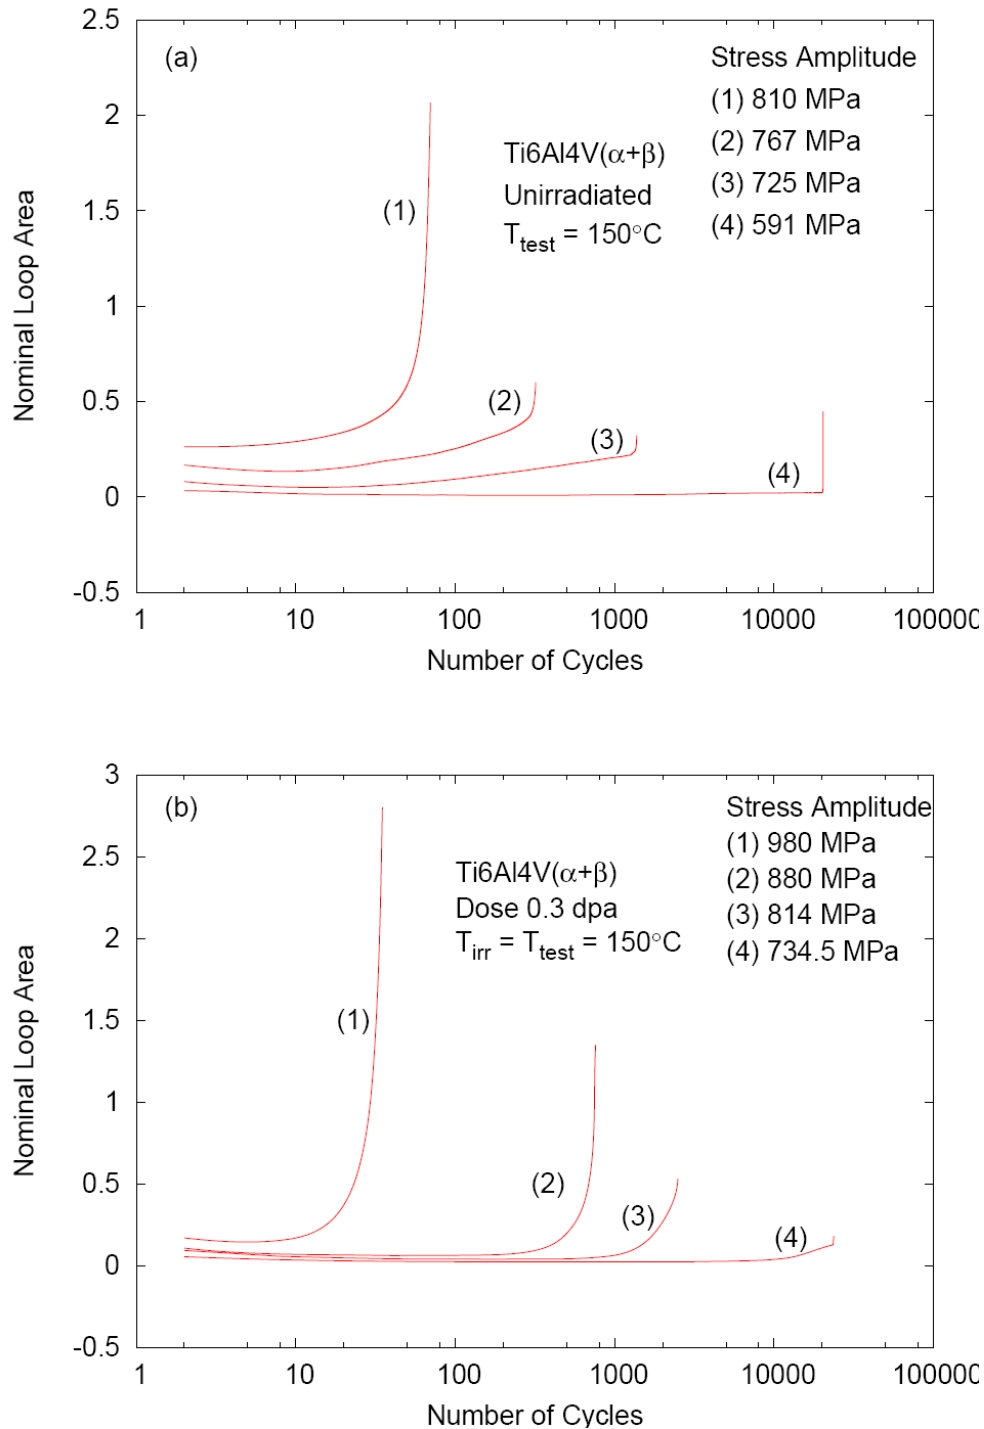 (a)
Stress Amplitude
(1) 810 MPa
(2) 767 MPa
(3) 725 MPa
(4) 591 MPa
Ti6Al4V(α+β)
Unirradiated
T_test = 150°C
(1)
(2)
(3)
(4)
2.5
2
1.5
1
0.5
0
-0.5
Nominal Loop Area
1 10 100 1000 10000 100000
Number of Cycles
(b)
Stress Amplitude
(1) 980 MPa
(2) 880 MPa
(3) 814 MPa
(4) 734.5 MPa
Ti6Al4V(α+β)
Dose 0.3 dpa
T_irr = T_test = 150°C
(1)
(2)
(3)
(4)
3
2.5
2
1.5
1
0.5
0
-0.5
Nominal Loop Area
1 10 100 1000 10000 100000
Number of Cycles